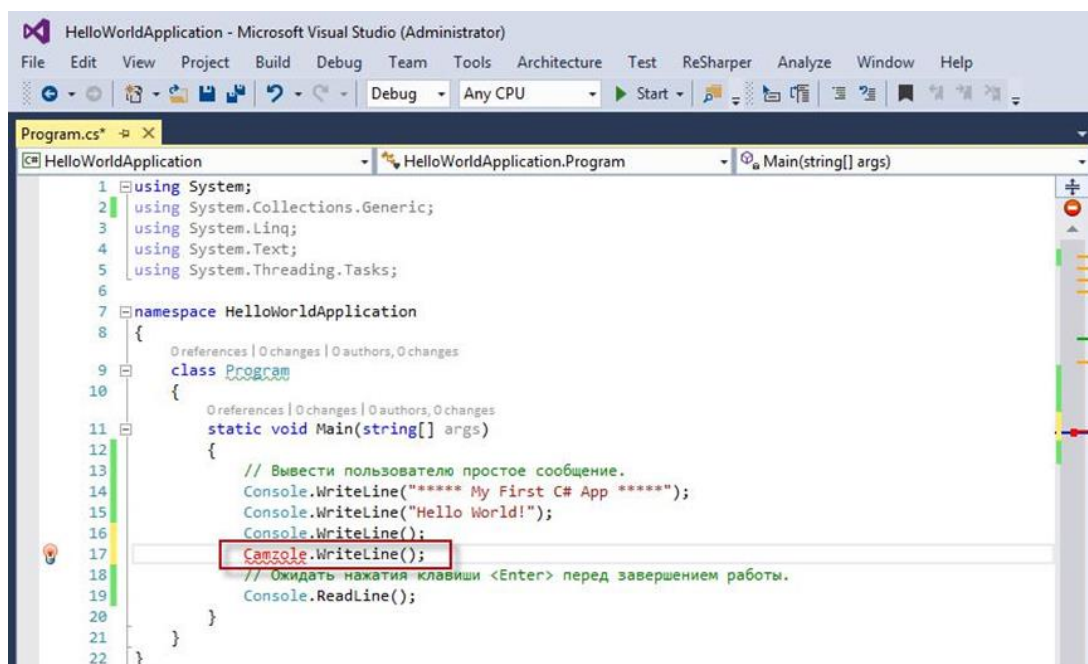 HelloWorldApplication - Microsoft Visual Studio (Administrator)
File Edit View Project Build Debug Team Tools Architecture Test ReSharper Analyze Window Help
Debug Any CPU Start
Program.cs*
C# HelloWorldApplication HelloWorldApplication.Program Main(string[] args)
1 using System;
2 using System.Collections.Generic;
3 using System.Linq;
4 using System.Text;
5 using System.Threading.Tasks;
6
7 namespace HelloWorldApplication
8 {
0 references | 0 changes | 0 authors, 0 changes
9 class Program
10 {
0 references | 0 changes | 0 authors, 0 changes
11 static void Main(string[] args)
12 {
13 // Вывести пользователю простое сообщение.
14 Console.WriteLine("***** My First C# App *****");
15 Console.WriteLine("Hello World!");
16 Console.WriteLine();
17 Camzole.WriteLine();
18 // Ожидать нажатия клавиши <Enter> перед завершением работы.
19 Console.ReadLine();
20 }
21 }
22 }